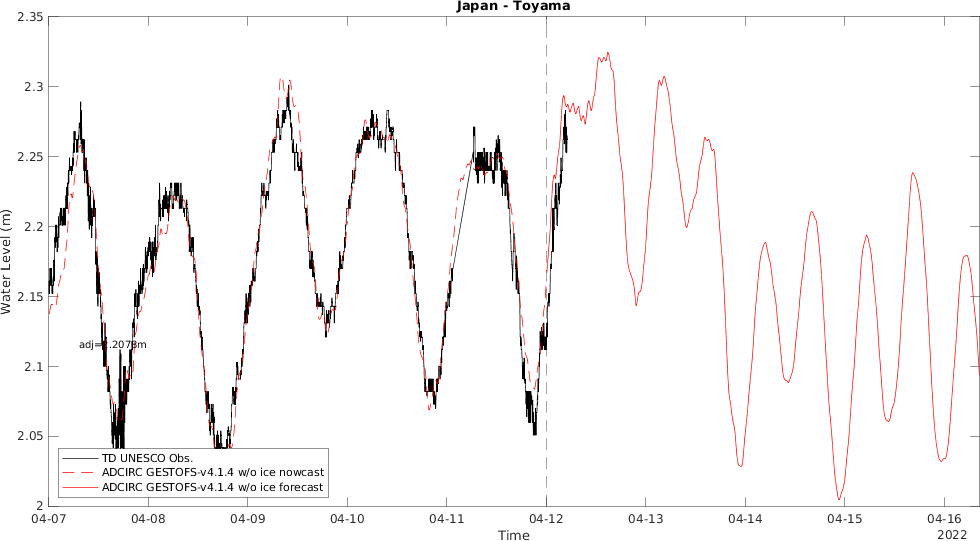 Japan - Toyama
2.35
2.3
2.25
2.2
2.15
2.1
2.05
2
Water Level (m)
adj=2.2073m
TD UNESCO Obs.
ADCIRC GESTOFS-v4.1.4 w/o ice nowcast
ADCIRC GESTOFS-v4.1.4 w/o ice forecast
04-07 04-08 04-09 04-10 04-11 04-12 04-13 04-14 04-15 04-16
Time
2022